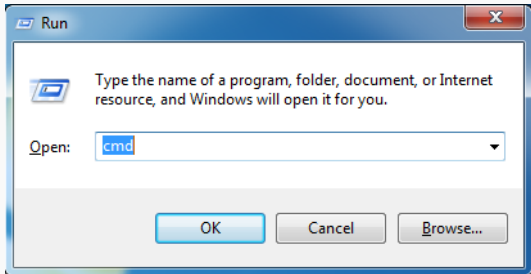 Run
Type the name of a program, folder, document, or Internet
resource, and Windows will open it for you.
Open: cmd
OK Cancel Browse...